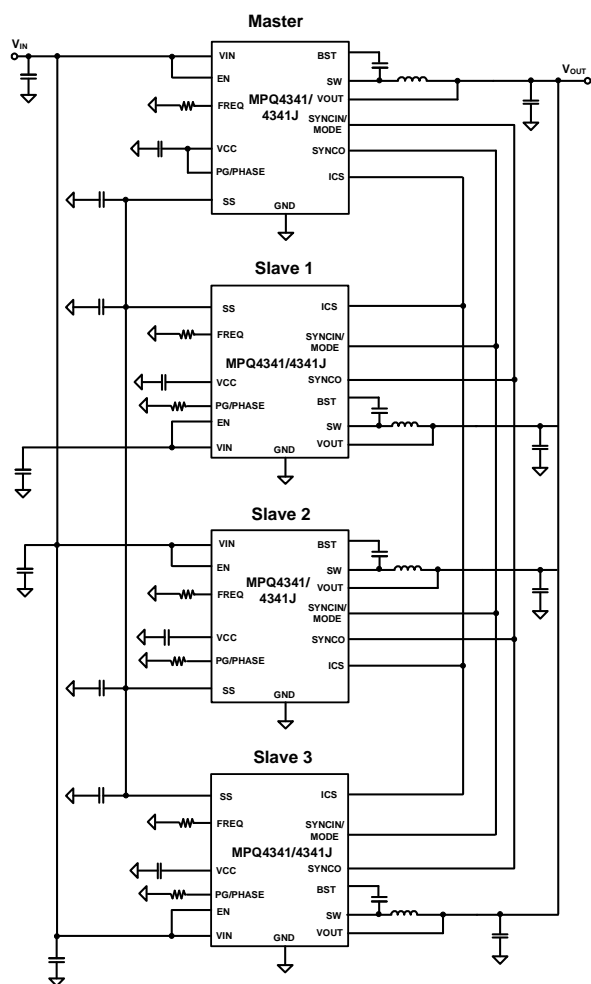 Master
VIN
VOUT
VIN
EN
FREQ
VCC
PG/PHASE
SS
MPQ4341/
4341J
GND
BST
SW
VOUT
SYNCIN/
MODE
SYNCO
ICS
Slave 1
SS
FREQ
MPQ4341/4341J
VCC
PG/PHASE
EN
VIN
GND
ICS
SYNCIN/
MODE
SYNCO
BST
SW
VOUT
Slave 2
VIN
EN
FREQ
VCC
PG/PHASE
SS
MPQ4341/
4341J
GND
BST
SW
VOUT
SYNCIN/
MODE
SYNCO
ICS
Slave 3
SS
FREQ
MPQ4341/4341J
VCC
PG/PHASE
EN
VIN
GND
ICS
SYNCIN/
MODE
SYNCO
BST
SW
VOUT